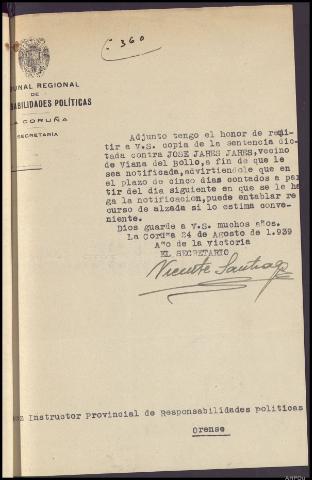 C-360
BUNAL REGIONAL
DE
ABILIDADES POLÍTICAS
LA CORUÑA
SECRETARÍA
Adjunto tengo el honor de remi-
tir a V.S. copia de la sentencia dic-
tada contra JOSE JARES JARES, vecino
de Viana del Bollo, a fin de que le
sea notificada, advirtiendole que en
el plazo de cinco dias contados a par
tir del dia siguiente en que se le ha
ga la notificacion, puede entablar re
curso de alzada si lo estima conve-
niente.
Dios guarde a V.S. muchos años.
La Coruña 24 de Agosto de 1.939
Año de la Victoria
EL SECRETARIO
Vicente Santiago
ez Instructor Provincial de Responsabilidades politicas
Orense